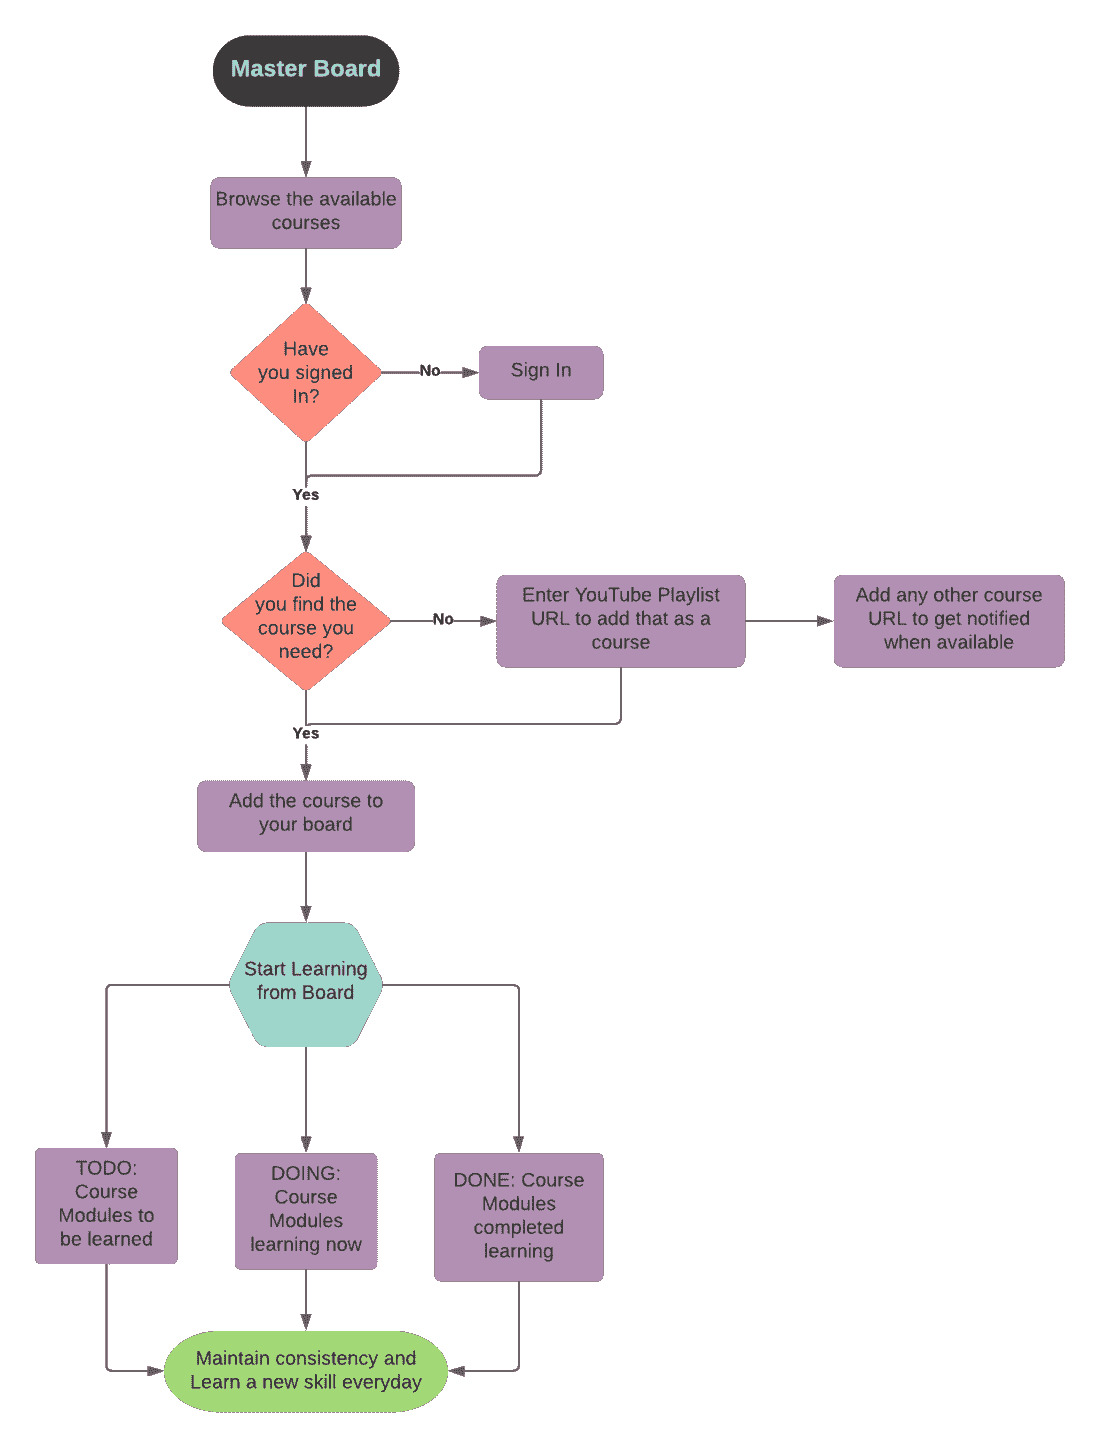 Master Board
Browse the available
courses
Have
you signed
In?
No
Sign In
Yes
Did
you find the
course you
need?
No
Enter YouTube Playlist
URL to add that as a
course
Add any other course
URL to get notified
when available
Yes
Add the course to
your board
Start Learning
from Board
TODO:
Course
Modules to
be learned
DOING:
Course
Modules
learning now
DONE: Course
Modules
completed
learning
Maintain consistency and
Learn a new skill everyday